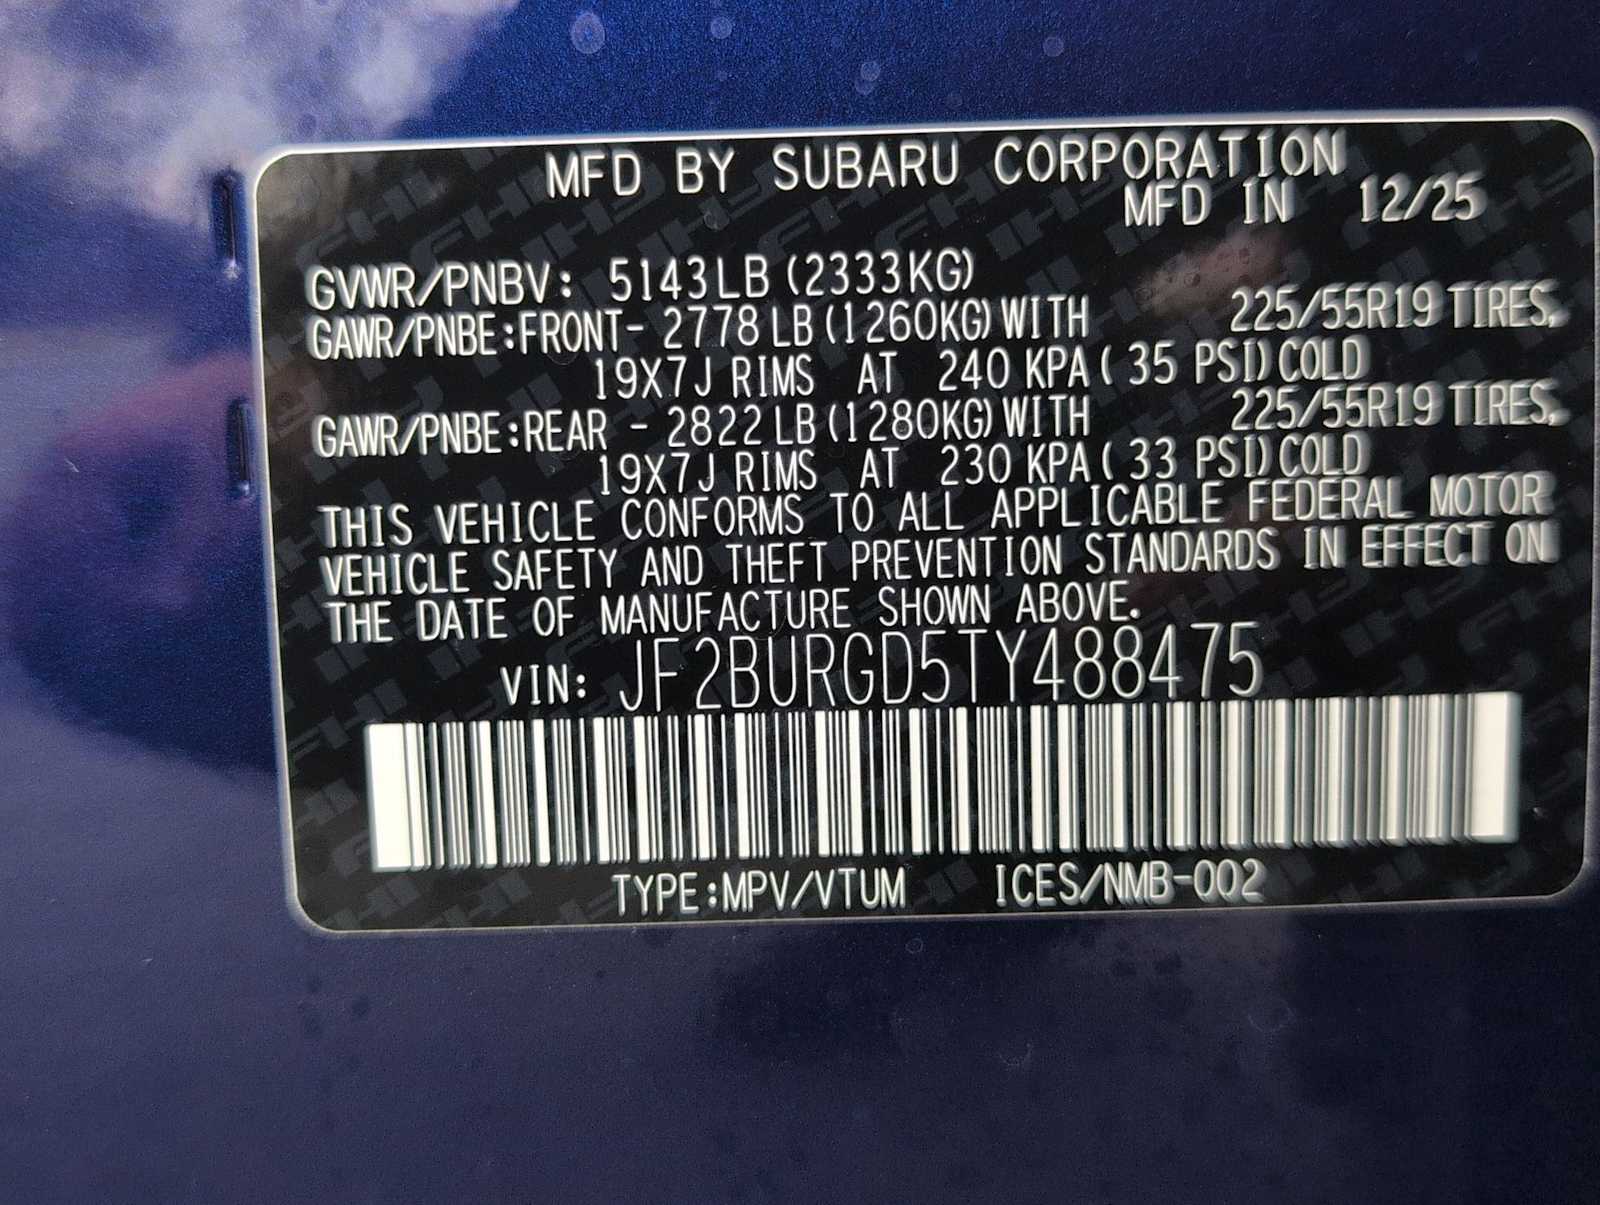 MFD BY SUBARU CORPORATION
MFD IN 12/25
GVWR/PNBV: 5143LB (2333KG)
GAWR/PNBE:FRONT- 2778 LB (1260KG) WITH 225/55R19 TIRES,
19X7J RIMS AT 240 KPA ( 35 PSI) COLD
GAWR/PNBE:REAR - 2822 LB (1280KG) WITH 225/55R19 TIRES,
19X7J RIMS AT 230 KPA ( 33 PSI) COLD
THIS VEHICLE CONFORMS TO ALL APPLICABLE FEDERAL MOTOR
VEHICLE SAFETY AND THEFT PREVENTION STANDARDS IN EFFECT ON
THE DATE OF MANUFACTURE SHOWN ABOVE.
VIN: JF2BURGD5TY488475
TYPE:MPV/VTUM ICES/NMB-002